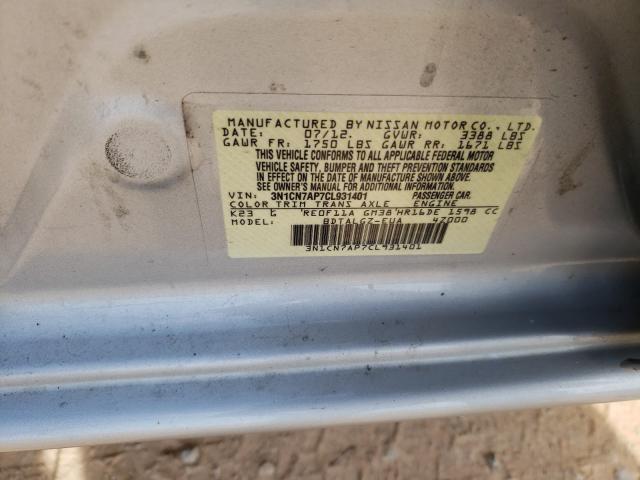 MANUFACTURED BY NISSAN MOTOR CO., LTD.
DATE: 07/12. GVWR: 3388 LBS
GAWR FR: 1750 LBS GAWR RR: 1671 LBS
THIS VEHICLE CONFORMS TO ALL APPLICABLE FEDERAL MOTOR
VEHICLE SAFETY, BUMPER AND THEFT PREVENTION STANDARDS
IN EFFECT ON THE DATE OF MANUFACTURE SHOWN ABOVE.
SEE OWNER'S MANUAL FOR ADDITIONAL INFORMATION.
VIN: 3N1CN7AP7CL931401 PASSENGER CAR.
COLOR TRIM TRANS AXLE ENGINE
K23 G RE0F11A GM38 HR16DE 1598 CC
MODEL: BDTALGZ-EUA 47000
3N1CN7AP7CL931401